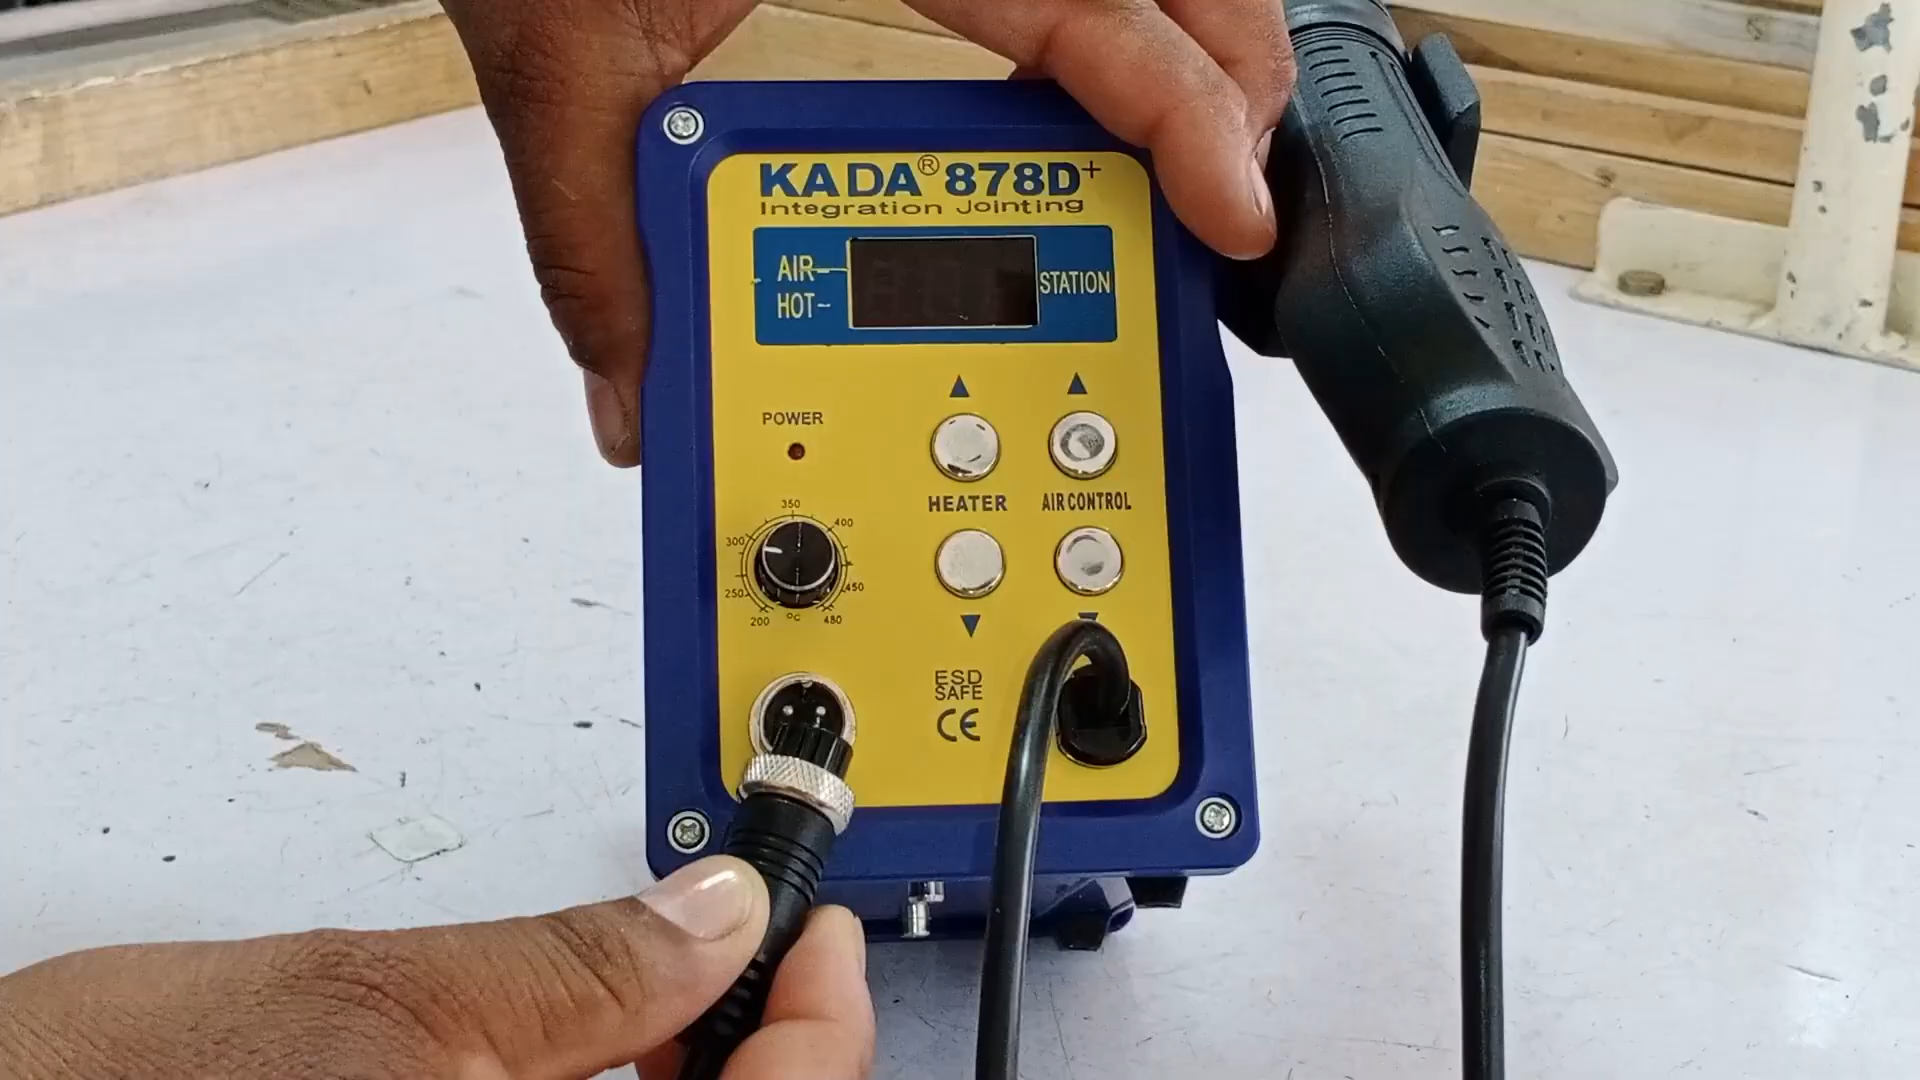 KADA® 878D+
Integration Jointing
AIR-
HOT-
STATION
POWER
HEATER
AIR CONTROL
350
300
400
250
450
200
°C
480
ESD
SAFE
CE